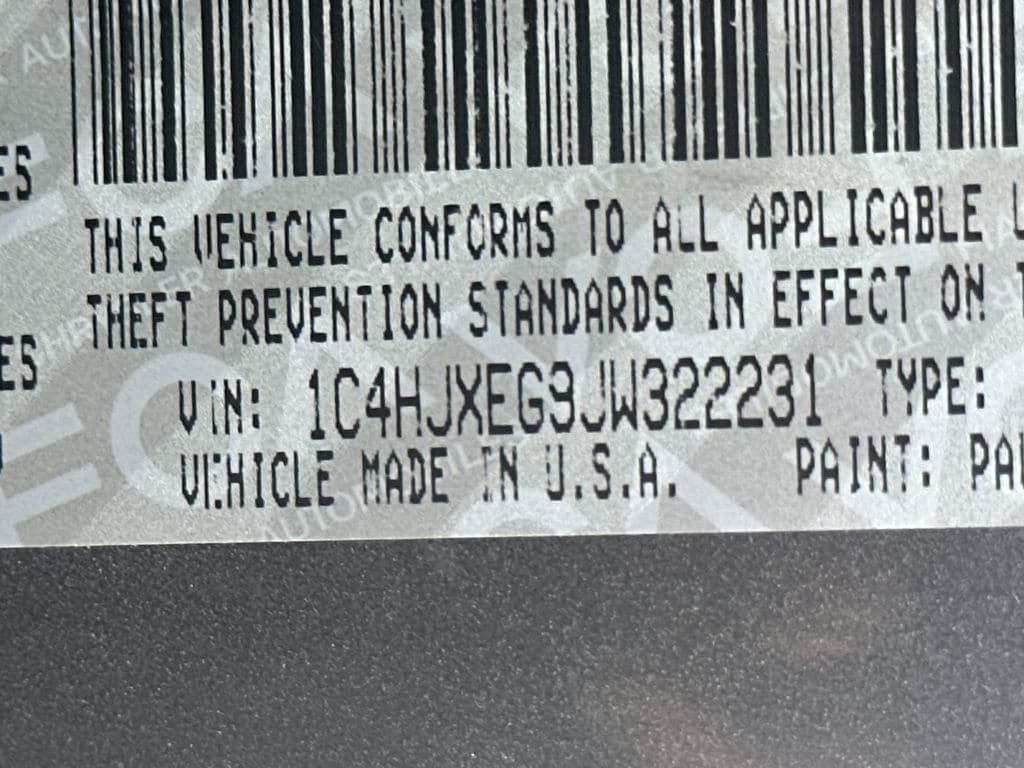 ES
THIS VEHICLE CONFORMS TO ALL APPLICABLE
THEFT PREVENTION STANDARDS IN EFFECT ON
ES
VIN: 1C4HJXEG9JW322231 TYPE:
VEHICLE MADE IN U.S.A. PAINT: PAU